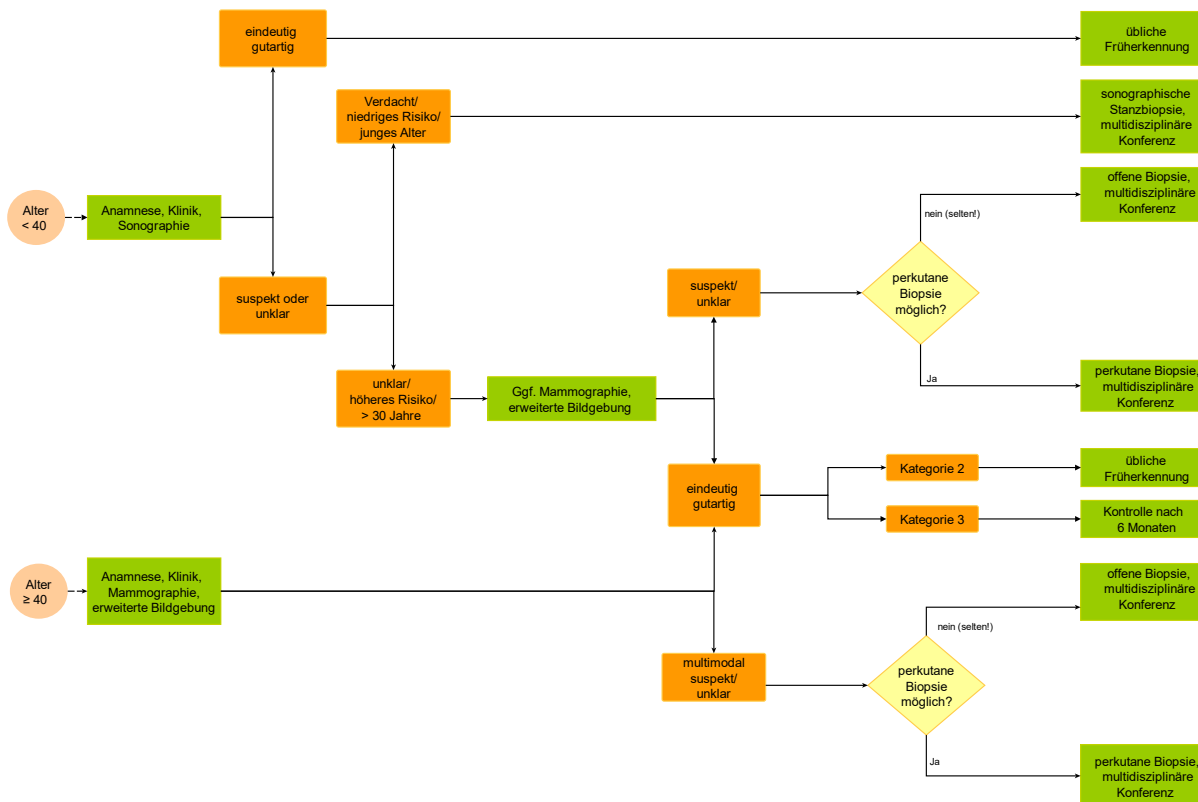 eindeutig
gutartig
übliche
Früherkennung
Verdacht/
niedriges Risiko/
junges Alter
sonographische
Stanzbiopsie,
multidisziplinäre
Konferenz
Alter
< 40
Anamnese, Klinik,
Sonographie
offene Biopsie,
multidisziplinäre
Konferenz
nein (selten!)
suspekt oder
unklar
suspekt/
unklar
perkutane
Biopsie
möglich?
Ja
perkutane Biopsie,
multidisziplinäre
Konferenz
unklar/
höheres Risiko/
> 30 Jahre
Ggf. Mammographie,
erweiterte Bildgebung
eindeutig
gutartig
Kategorie 2
übliche
Früherkennung
Kategorie 3
Kontrolle nach
6 Monaten
Alter
≥ 40
Anamnese, Klinik,
Mammographie,
erweiterte Bildgebung
offene Biopsie,
multidisziplinäre
Konferenz
nein (selten!)
multimodal
suspekt/
unklar
perkutane
Biopsie
möglich?
Ja
perkutane Biopsie,
multidisziplinäre
Konferenz